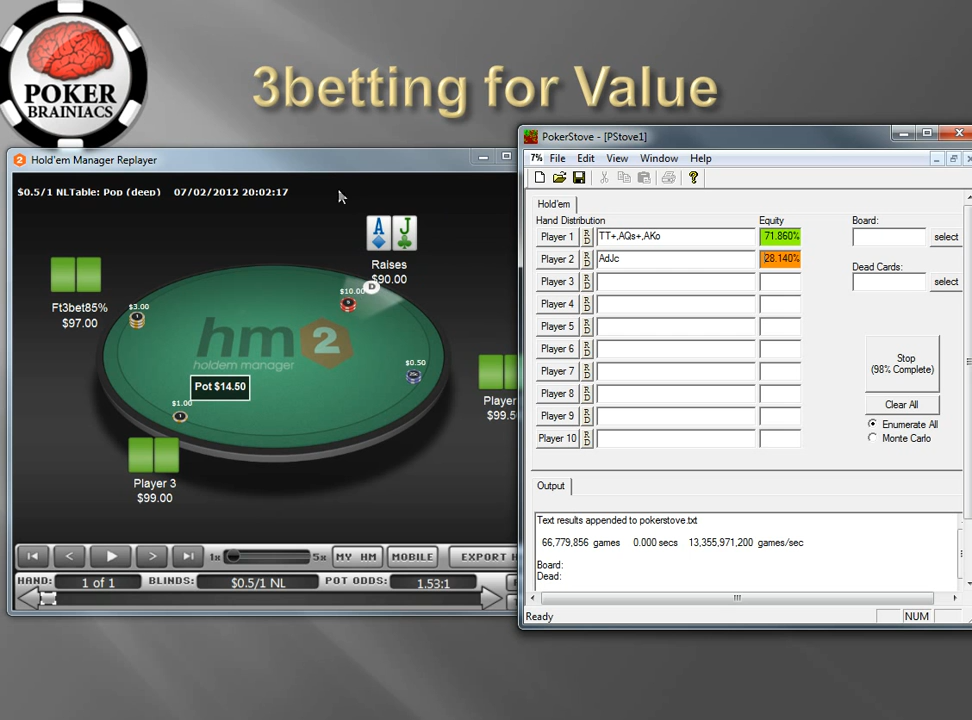 3betting for Value
POKER
BRAINIACS
2 Hold'em Manager Replayer
$0.5/1 NLTable: Pop (deep) 07/02/2012 20:02:17
A J
Raises
$90.00
Ft3bet85%
$97.00
$3.00
$10.00
D
hm 2
holdem manager
Pot $14.50
$0.50
$1.00
Player
$99.5
Player 3
$99.00
1x
5x
MY HM
MOBILE
EXPORT H
HAND:
1 of 1
BLINDS:
$0.5/1 NL
POT ODDS:
1.53:1
PokerStove - [PStove1]
7% File Edit View Window Help
Hold'em
Hand Distribution
Equity
Board:
Player 1
TT+,AQs+,AKo
71.860%
select
Player 2
AdJc
28.140%
Dead Cards:
Player 3
select
Player 4
Player 5
Player 6
Player 7
Player 8
Player 9
Player 10
Stop
(98% Complete)
Clear All
Enumerate All
Monte Carlo
Output
Text results appended to pokerstove.txt
66,779,856 games 0.000 secs 13,355,971,200 games/sec
Board:
Dead:
Ready
NUM